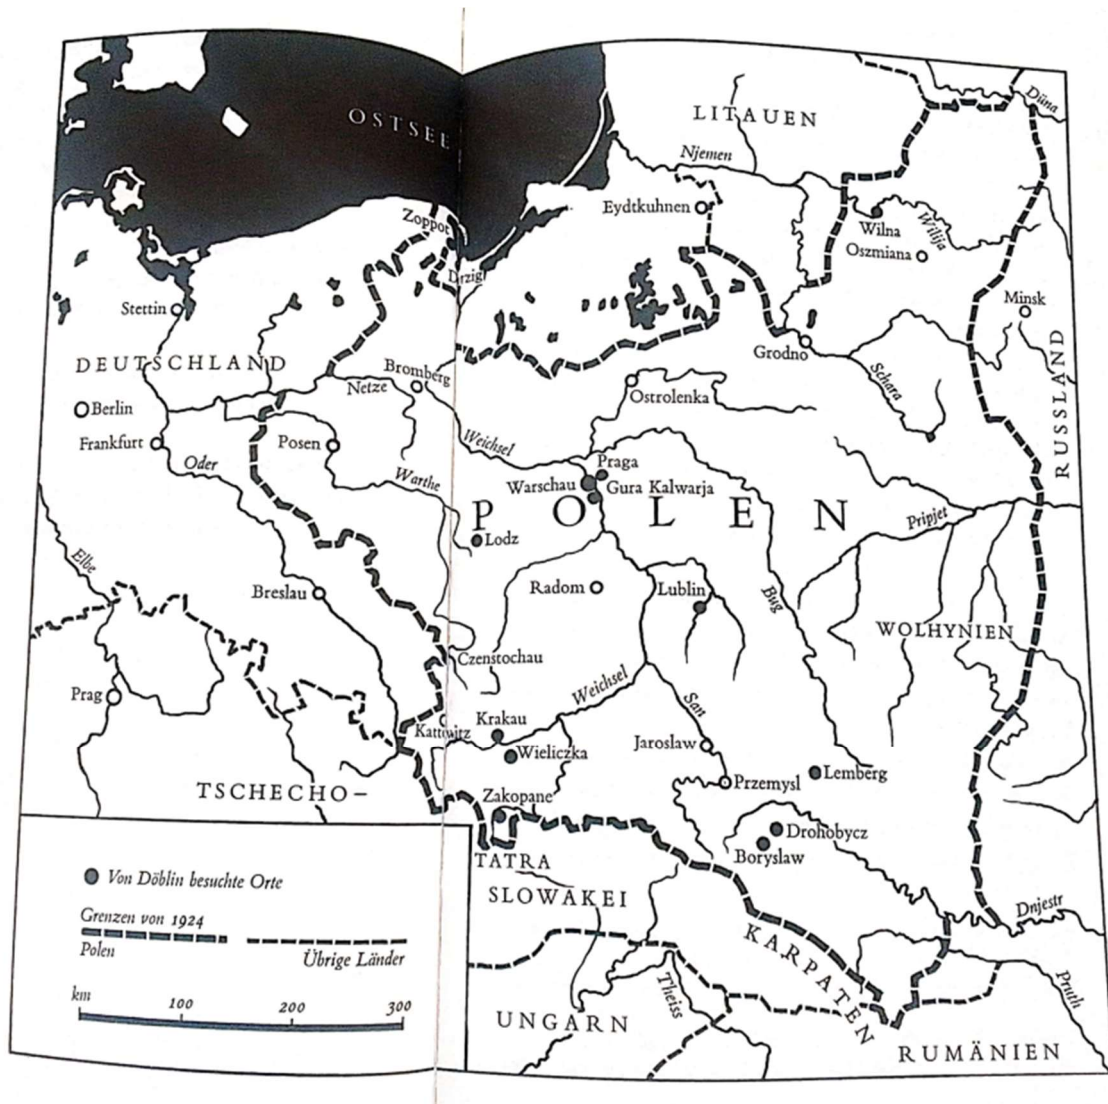 OSTSEE
LITAUEN
Düna
Njemen
Eydtkuhnen
Zoppot
Wilna
Wilija
Oszmiana
Drzig
Stettin
Minsk
DEUTSCHLAND
Grodno
Bromberg
Netze
Schara
RUSSLAND
Berlin
Ostrolenka
Frankfurt
Posen
Weichsel
Oder
Praga
Warthe
Warschau
Gura Kalwarja
POLEN
Pripjet
Lodz
Elbe
Breslau
Radom
Lublin
Bug
WOLHYNIEN
Czenstochau
Prag
Weichsel
San
Kattowitz
Krakau
Jaroslaw
Wieliczka
Przemysl
Lemberg
TSCHECHO–
Zakopane
Drohobycz
Boryslaw
TATRA
SLOWAKEI
Dnjestr
KARPATEN
Theiss
Pruth
UNGARN
RUMÄNIEN
Von Döblin besuchte Orte
Grenzen von 1924
Polen
Übrige Länder
km 100 200 300